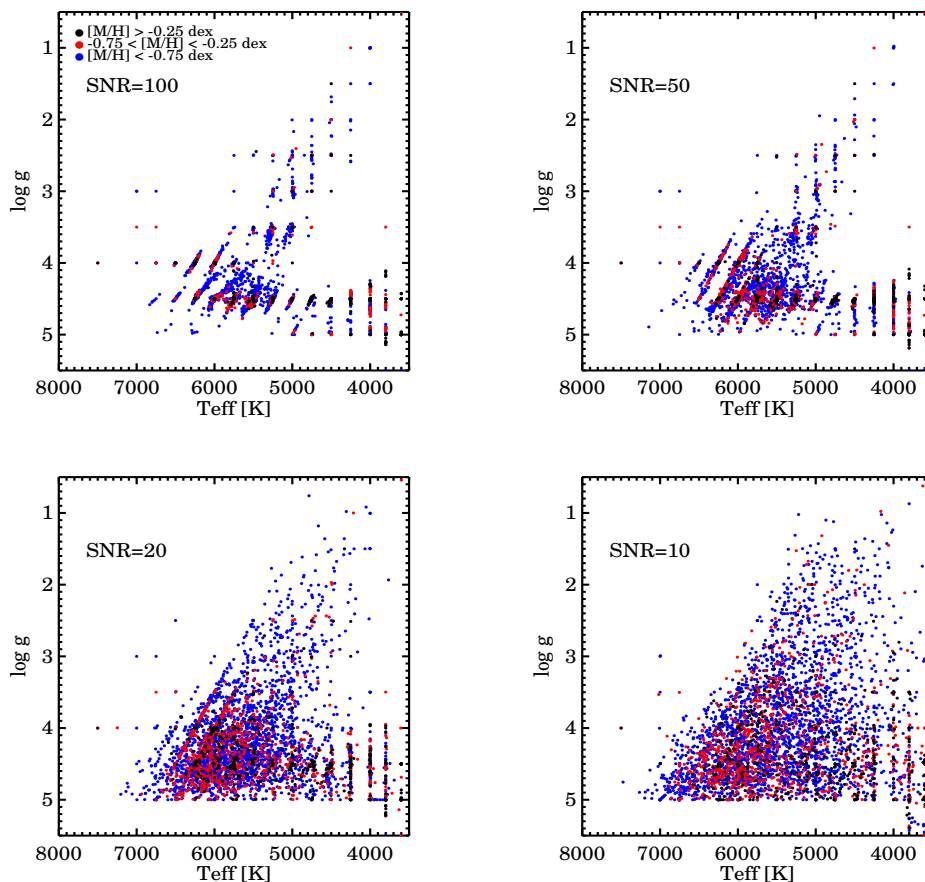 [M/H] > -0.25 dex
-0.75 < [M/H] < -0.25 dex
[M/H] < -0.75 dex
SNR=100
log g
1
2
3
4
5
8000 7000 6000 5000 4000
Teff [K]
SNR=50
log g
1
2
3
4
5
8000 7000 6000 5000 4000
Teff [K]
SNR=20
log g
1
2
3
4
5
8000 7000 6000 5000 4000
Teff [K]
SNR=10
log g
1
2
3
4
5
8000 7000 6000 5000 4000
Teff [K]